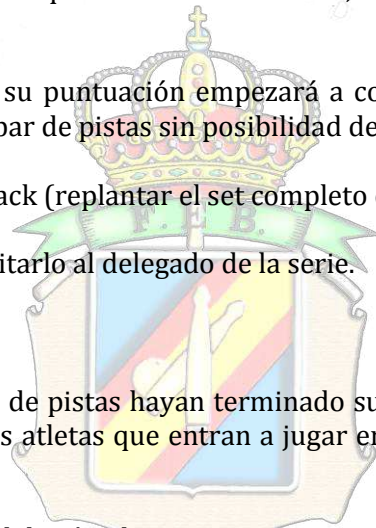 su puntuación empezará a co
par de pistas sin posibilidad de
ack (replantar el set completo
F. E. B.
itarlo al delegado de la serie.
de pistas hayan terminado su
s atletas que entran a jugar en